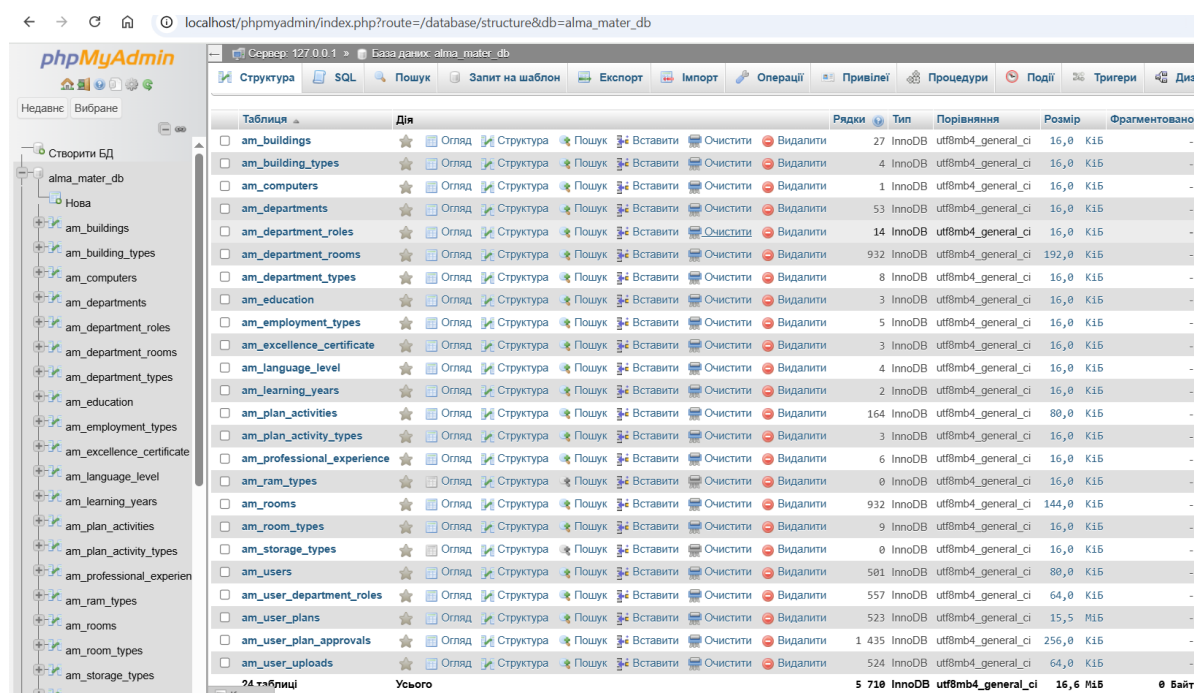 localhost/phpmyadmin/index.php?route=/database/structure&db=alma_mater_db
phpMyAdmin
Недавнє Вибране
Створити БД
alma_mater_db
Нова
am_buildings
am_building_types
am_computers
am_departments
am_department_roles
am_department_rooms
am_department_types
am_education
am_employment_types
am_excellence_certificate
am_language_level
am_learning_years
am_plan_activities
am_plan_activity_types
am_professional_experien
am_ram_types
am_rooms
am_room_types
am_storage_types
Сервер: 127.0.0.1 » База даних: alma_mater_db
Структура SQL Пошук Запит на шаблон Експорт Імпорт Операції Привілеї Процедури Події Тригери Диз
Таблиця Дія Рядки Тип Порівняння Розмір Фрагментовано
am_buildings Огляд Структура Пошук Вставити Очистити Видалити 27 InnoDB utf8mb4_general_ci 16,0 КіБ -
am_building_types Огляд Структура Пошук Вставити Очистити Видалити 4 InnoDB utf8mb4_general_ci 16,0 КіБ -
am_computers Огляд Структура Пошук Вставити Очистити Видалити 1 InnoDB utf8mb4_general_ci 16,0 КіБ -
am_departments Огляд Структура Пошук Вставити Очистити Видалити 53 InnoDB utf8mb4_general_ci 16,0 КіБ -
am_department_roles Огляд Структура Пошук Вставити Очистити Видалити 14 InnoDB utf8mb4_general_ci 16,0 КіБ -
am_department_rooms Огляд Структура Пошук Вставити Очистити Видалити 932 InnoDB utf8mb4_general_ci 192,0 КіБ -
am_department_types Огляд Структура Пошук Вставити Очистити Видалити 8 InnoDB utf8mb4_general_ci 16,0 КіБ -
am_education Огляд Структура Пошук Вставити Очистити Видалити 3 InnoDB utf8mb4_general_ci 16,0 КіБ -
am_employment_types Огляд Структура Пошук Вставити Очистити Видалити 5 InnoDB utf8mb4_general_ci 16,0 КіБ -
am_excellence_certificate Огляд Структура Пошук Вставити Очистити Видалити 3 InnoDB utf8mb4_general_ci 16,0 КіБ -
am_language_level Огляд Структура Пошук Вставити Очистити Видалити 4 InnoDB utf8mb4_general_ci 16,0 КіБ -
am_learning_years Огляд Структура Пошук Вставити Очистити Видалити 2 InnoDB utf8mb4_general_ci 16,0 КіБ -
am_plan_activities Огляд Структура Пошук Вставити Очистити Видалити 164 InnoDB utf8mb4_general_ci 80,0 КіБ -
am_plan_activity_types Огляд Структура Пошук Вставити Очистити Видалити 3 InnoDB utf8mb4_general_ci 16,0 КіБ -
am_professional_experience Огляд Структура Пошук Вставити Очистити Видалити 6 InnoDB utf8mb4_general_ci 16,0 КіБ -
am_ram_types Огляд Структура Пошук Вставити Очистити Видалити 0 InnoDB utf8mb4_general_ci 16,0 КіБ -
am_rooms Огляд Структура Пошук Вставити Очистити Видалити 932 InnoDB utf8mb4_general_ci 144,0 КіБ -
am_room_types Огляд Структура Пошук Вставити Очистити Видалити 9 InnoDB utf8mb4_general_ci 16,0 КіБ -
am_storage_types Огляд Структура Пошук Вставити Очистити Видалити 0 InnoDB utf8mb4_general_ci 16,0 КіБ -
am_users Огляд Структура Пошук Вставити Очистити Видалити 501 InnoDB utf8mb4_general_ci 80,0 КіБ -
am_user_department_roles Огляд Структура Пошук Вставити Очистити Видалити 557 InnoDB utf8mb4_general_ci 64,0 КіБ -
am_user_plans Огляд Структура Пошук Вставити Очистити Видалити 523 InnoDB utf8mb4_general_ci 15,5 МіБ -
am_user_plan_approvals Огляд Структура Пошук Вставити Очистити Видалити 1 435 InnoDB utf8mb4_general_ci 256,0 КіБ -
am_user_uploads Огляд Структура Пошук Вставити Очистити Видалити 524 InnoDB utf8mb4_general_ci 64,0 КіБ -
24 таблиці Усього 5 710 InnoDB utf8mb4_general_ci 16,6 МіБ 0 Байт